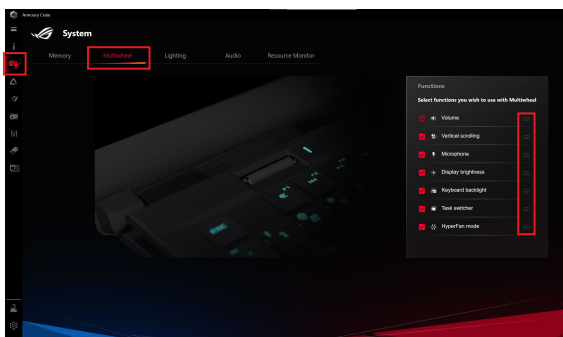 Armoury Crate
System
Memory Multiwheel Lighting Audio Resource Monitor
Functions
Select functions you wish to use with Multiwheel
Volume
Vertical scrolling
Microphone
Display brightness
Keyboard backlight
Task switcher
HyperFan mode